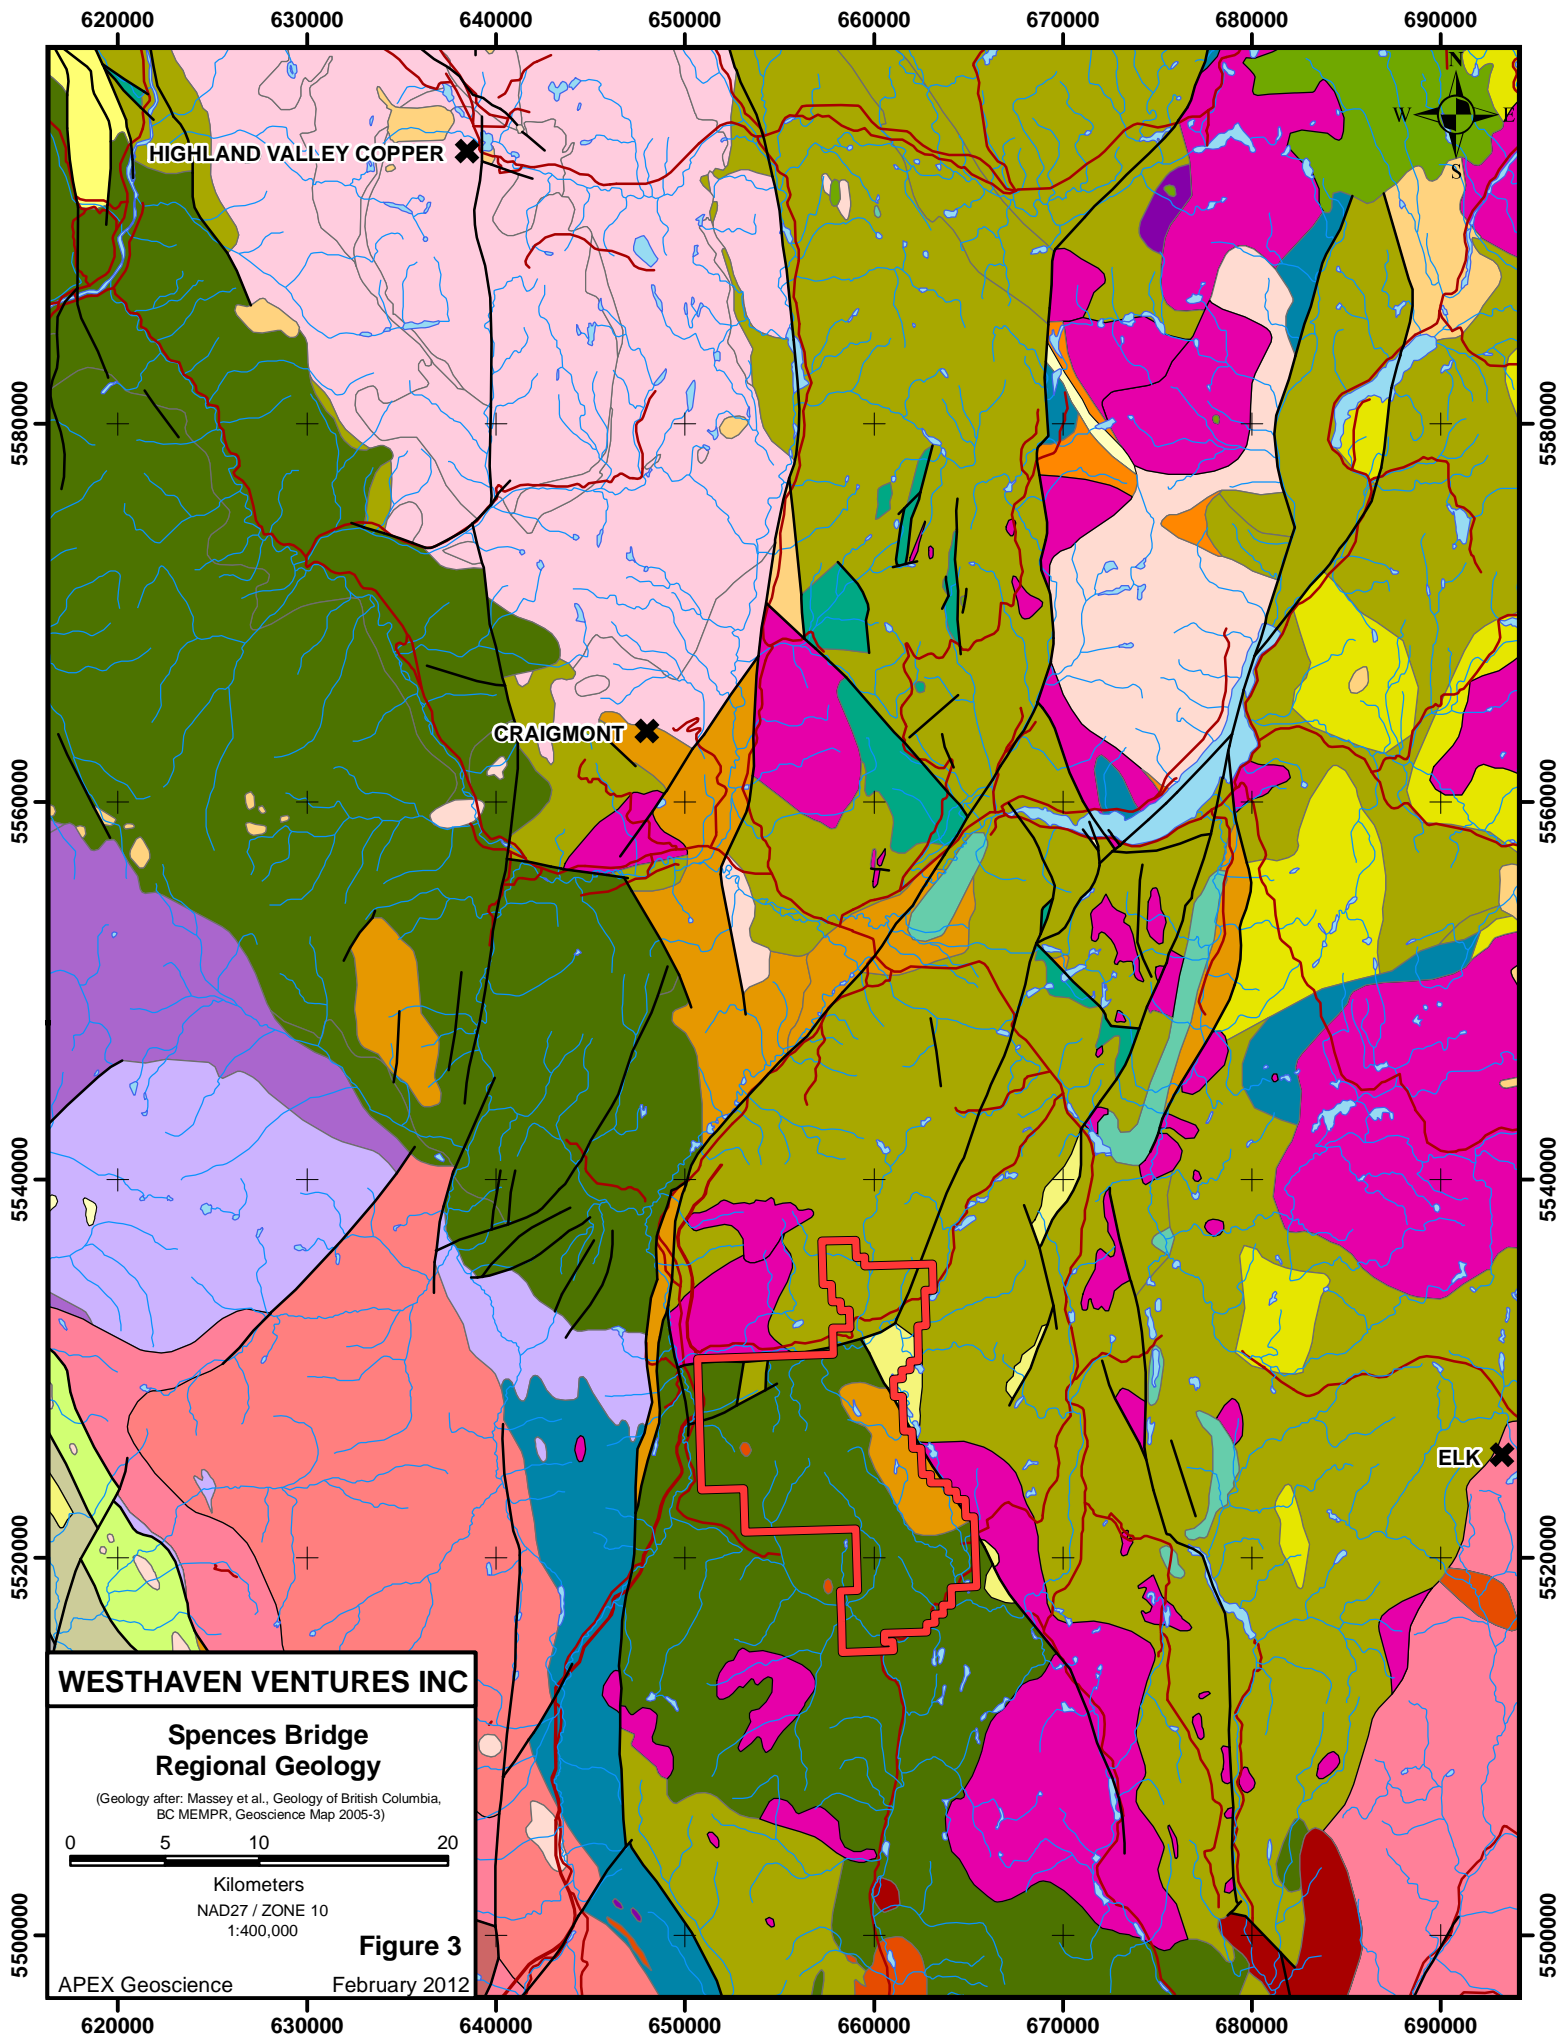 620000 630000 640000 650000 660000 670000 680000 690000
N
W E
S
HIGHLAND VALLEY COPPER
5580000 5580000
CRAIGMONT
5560000 5560000
5540000 5540000
ELK
5520000 5520000
WESTHAVEN VENTURES INC
Spences Bridge
Regional Geology
(Geology after: Massey et al., Geology of British Columbia,
BC MEMPR, Geoscience Map 2005-3)
0 5 10 20
Kilometers
NAD27 / ZONE 10
1:400,000
Figure 3
5500000 5500000
APEX Geoscience February 2012
620000 630000 640000 650000 660000 670000 680000 690000